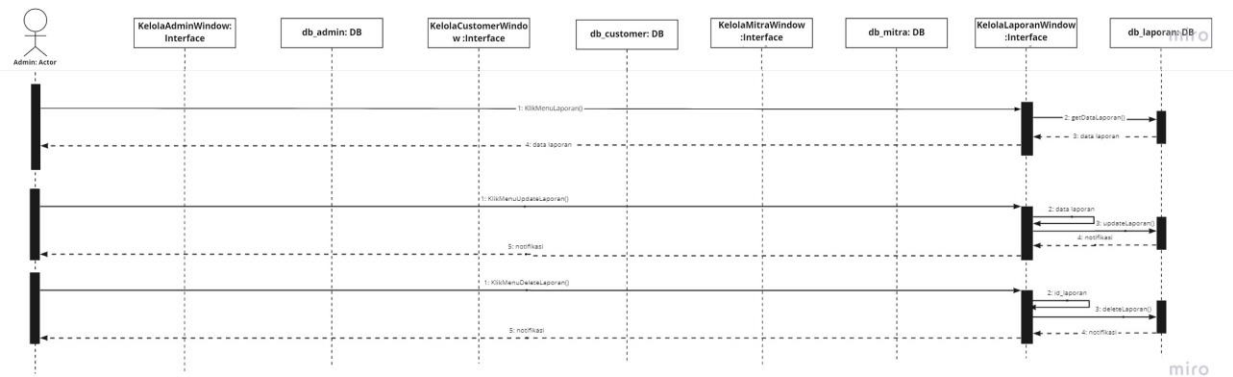 KelolaAdminWindow:
Interface
db_admin: DB
KelolaCustomerWindo
w :Interface
db_customer: DB
KelolaMitraWindow
:Interface
db_mitra: DB
KelolaLaporanWindow
:Interface
db_laporan: DB
miro
Admin: Actor
1: KlikMenuLaporan()
2: getDataLaporan()
3: data laporan
4: data laporan
1: KlikMenuUpdateLaporan()
2: data laporan
3: updateLaporan()
4: notifikasi
5: notifikasi
1: KlikMenuDeleteLaporan()
2: id_laporan
3: deleteLaporan()
4: notifikasi
5: notifikasi
miro